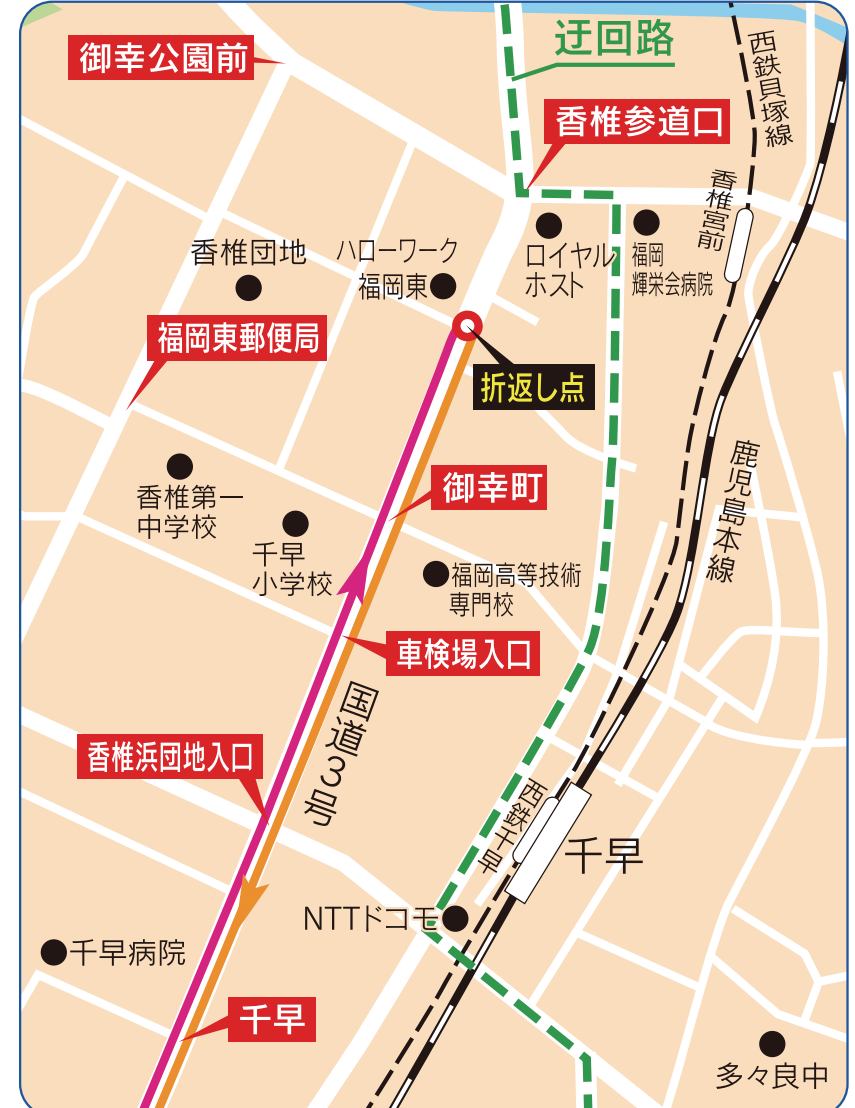 迂回路
御幸公園前
西鉄貝塚線
香椎参道口
香椎宮前
香椎団地
ハローワーク
福岡東
ロイヤル
ホスト
福岡
輝栄会病院
福岡東郵便局
折返し点
鹿児島本線
香椎第一
中学校
御幸町
千早
小学校
福岡高等技術
専門校
車検場入口
国道3号
香椎浜団地入口
西鉄千早
千早
NTTドコモ
千早病院
千早
多々良中